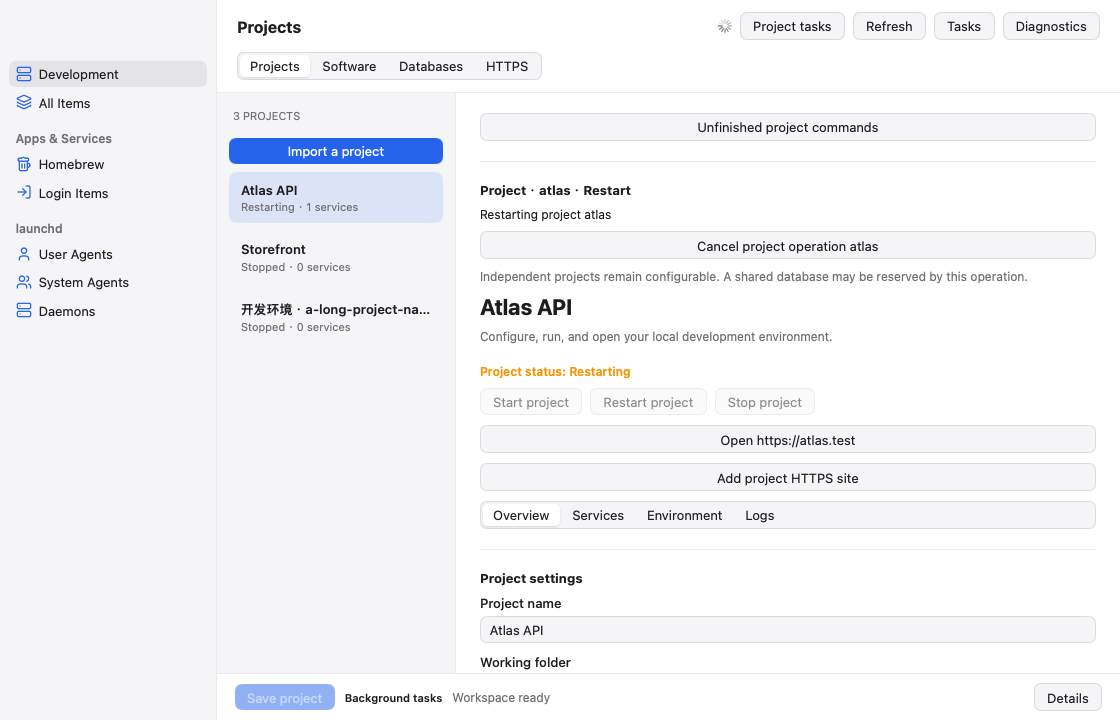 Projects
Project tasks
Refresh
Tasks
Diagnostics
Projects
Software
Databases
HTTPS
Development
All Items
Apps & Services
Homebrew
Login Items
launchd
User Agents
System Agents
Daemons
3 PROJECTS
Import a project
Atlas API
Restarting · 1 services
Storefront
Stopped · 0 services
开发环境 · a-long-project-na...
Stopped · 0 services
Unfinished project commands
Project · atlas · Restart
Restarting project atlas
Cancel project operation atlas
Independent projects remain configurable. A shared database may be reserved by this operation.
Atlas API
Configure, run, and open your local development environment.
Project status: Restarting
Start project
Restart project
Stop project
Open https://atlas.test
Add project HTTPS site
Overview
Services
Environment
Logs
Project settings
Project name
Atlas API
Working folder
Save project
Background tasks
Workspace ready
Details